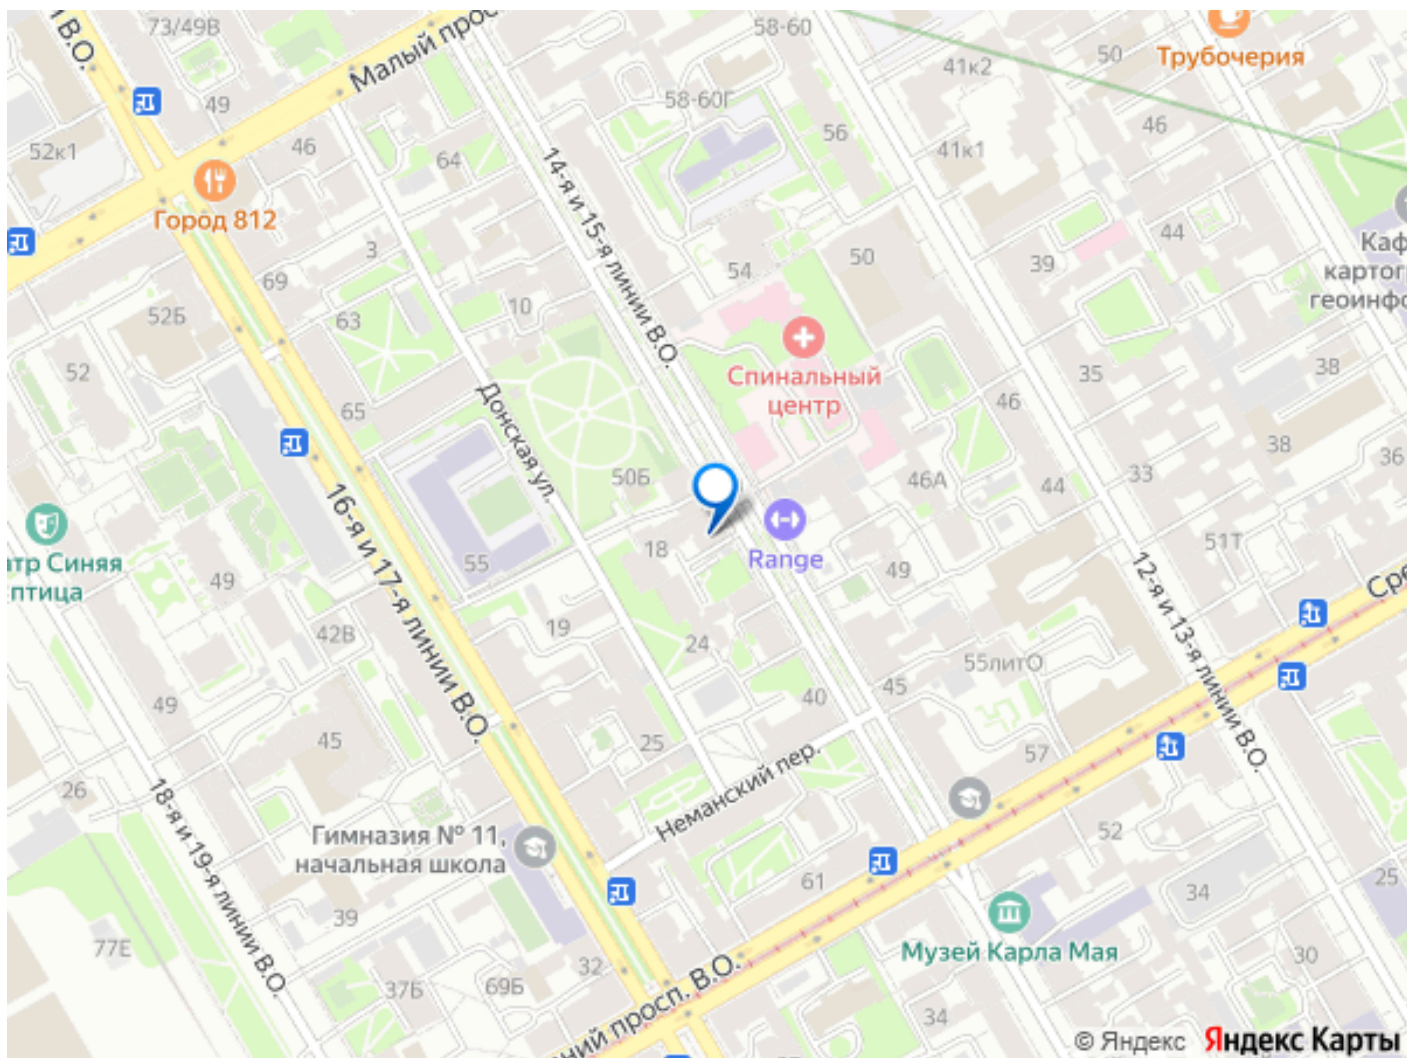 73/49В
58-60
Трубочерия
50
41к2
Малый прос
49
58-60Г
46
56
52к1
46
64
41к1
14-я и 15-я линии В.О.
Город 812
3
44
Каф
картог
геоинфо
54
50
39
69
10
52Б
63
Спинальный
центр
52
35
38
65
Донская ул.
46
38
36
50Б
46А
33
44
16-я и 17-я линии В.О.
тр Синяя
птица
18
Range
51Т
49
55
49
12-я и 13-я линии В.О.
Сре
42В
19
24
55литО
49
40
45
45
25
57
Неманский пер.
26
18-я и 19-я линии В.О.
Гимназия № 11,
начальная школа
52
61
34
25
39
77Е
Музей Карла Мая
32
30
37Б
69Б
ний просп. В.О.
34
© Яндекс
Яндекс Карты